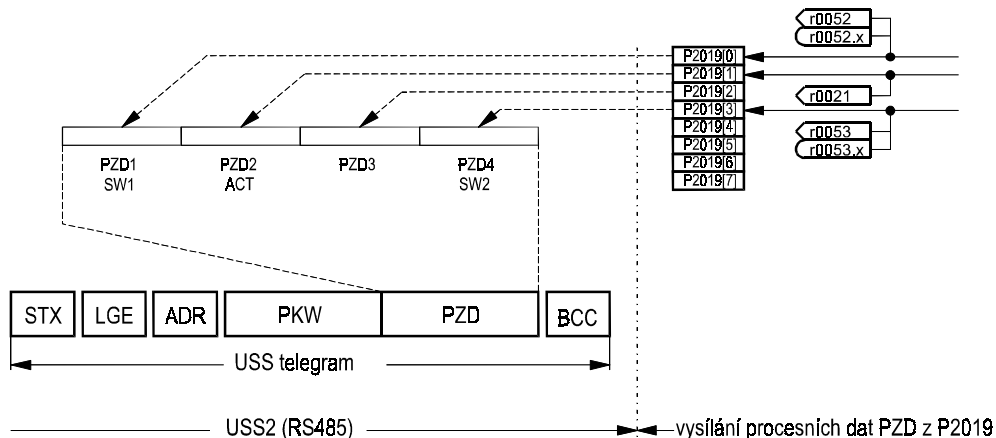 r0052
r0052.x
P2019[0]
P2019[1]
P2019[2]
r0021
P2019[3]
P2019[4]
r0053
P2019[5]
r0053.x
P2019[6]
P2019[7]
PZD1 PZD2 PZD3 PZD4
SW1 ACT SW2
STX LGE ADR PKW PZD BCC
USS telegram
USS2 (RS485) vysílání procesních dat PZD z P2019